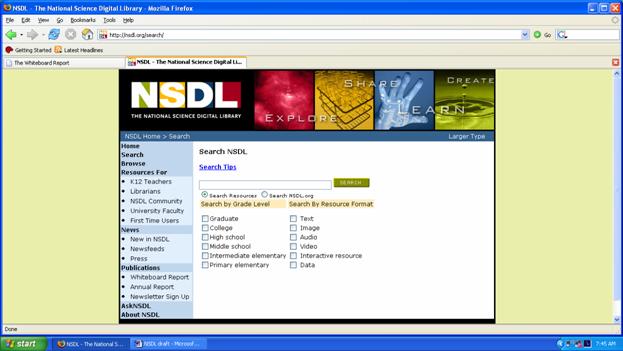 NSDL - The National Science Digital Library - Mozilla Firefox
File Edit View Go Bookmarks Tools Help
http://nsdl.org/search/
Go
Getting Started Latest Headlines
The Whiteboard Report
NSDL - The National Science Digital Li...
NSDL
THE NATIONAL SCIENCE DIGITAL LIBRARY
EXPLORE SHARE LEARN CREATE
NSDL Home > Search Larger Type
Home
Search
Browse
Resources For
K12 Teachers
Librarians
NSDL Community
University Faculty
First Time Users
News
New in NSDL
Newsfeeds
Press
Publications
Whiteboard Report
Annual Report
Newsletter Sign Up
AskNSDL
About NSDL
Search NSDL
Search Tips
SEARCH
Search Resources Search NSDL.org
Search by Grade Level Search By Resource Format
Graduate Text
College Image
High school Audio
Middle school Video
Intermediate elementary Interactive resource
Primary elementary Data
Done
start NSDL - The National S... NSDL draft - Microsof... 7:45 AM